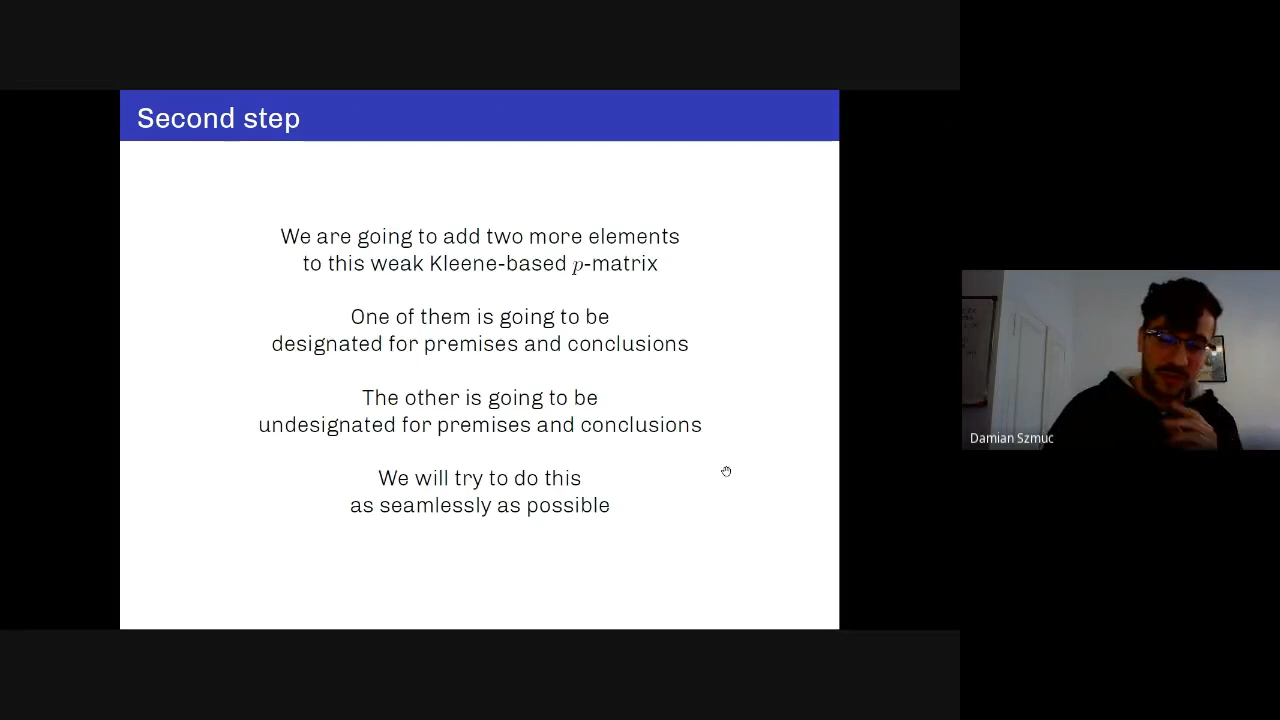 Second step
We are going to add two more elements
to this weak Kleene-based p-matrix
One of them is going to be
designated for premises and conclusions
The other is going to be
undesignated for premises and conclusions
We will try to do this
as seamlessly as possible
Damian Szmuc